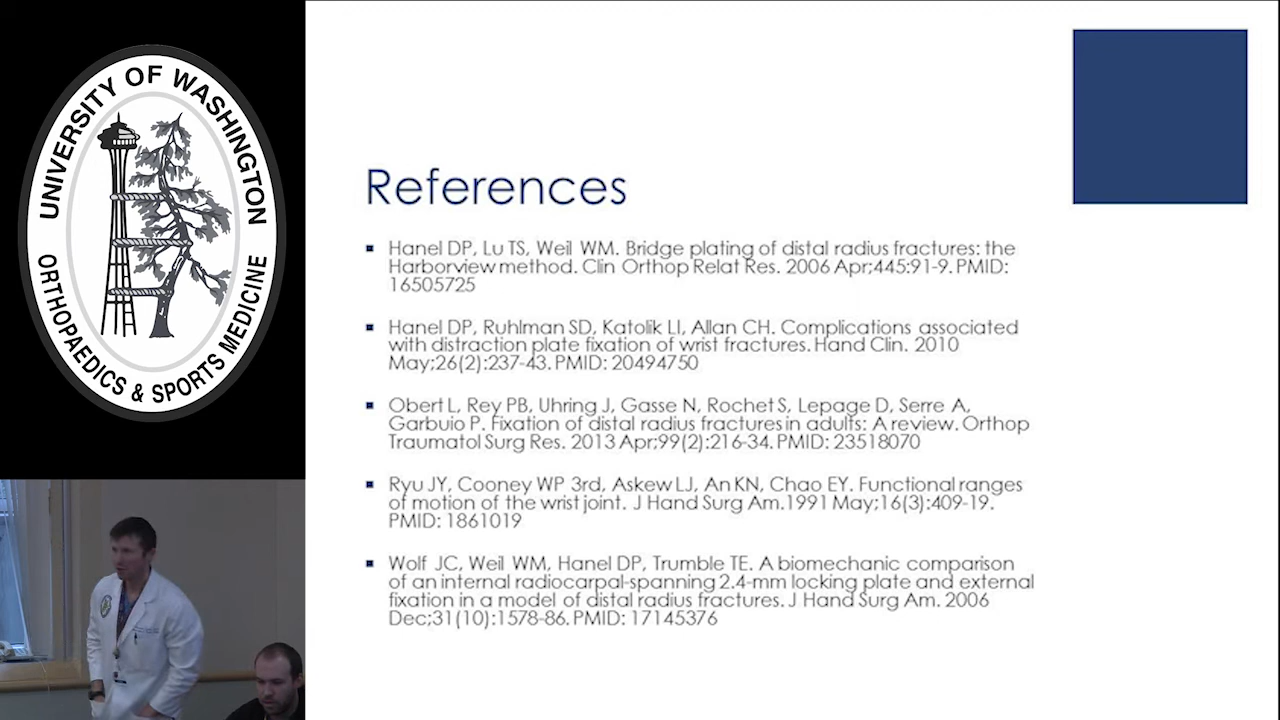 UNIVERSITY OF WASHINGTON
ORTHOPAEDICS & SPORTS MEDICINE
References
Hanel DP, Lu TS, Weil WM. Bridge plating of distal radius fractures: the
Harborview method. Clin Orthop Relat Res. 2006 Apr;445:91-9. PMID:
16505725
Hanel DP, Ruhlman SD, Katolik LI, Allan CH. Complications associated
with distraction plate fixation of wrist fractures. Hand Clin. 2010
May;26(2):237-43. PMID: 20494750
Obert L, Rey PB, Uhring J, Gasse N, Rochet S, Lepage D, Serre A,
Garbuio P. Fixation of distal radius fractures in adults: A review. Orthop
Traumatol Surg Res. 2013 Apr;99(2):216-34. PMID: 23518070
Ryu JY, Cooney WP 3rd, Askew LJ, An KN, Chao EY. Functional ranges
of motion of the wrist joint. J Hand Surg Am.1991 May;16(3):409-19.
PMID: 1861019
Wolf JC, Weil WM, Hanel DP, Trumble TE. A biomechanic comparison
of an internal radiocarpal-spanning 2.4-mm locking plate and external
fixation in a model of distal radius fractures. J Hand Surg Am. 2006
Dec;31(10):1578-86. PMID: 17145376